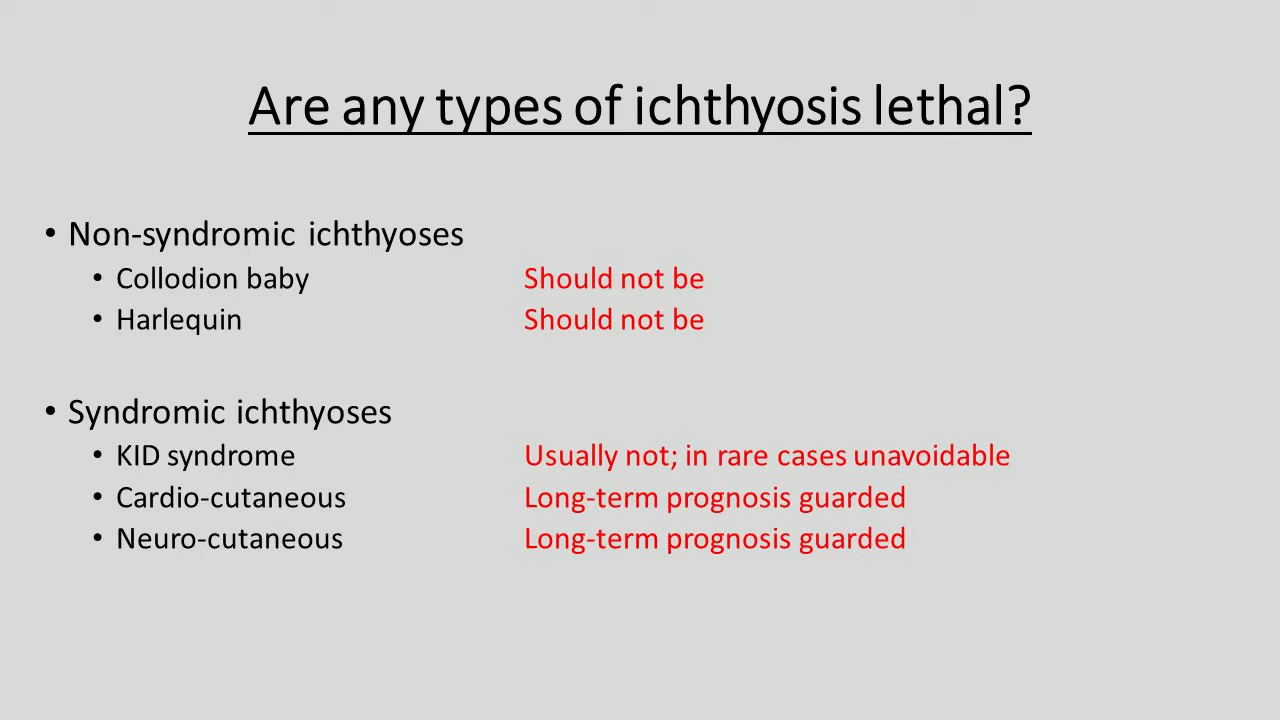 Are any types of ichthyosis lethal?
• Non-syndromic ichthyoses
• Collodion baby Should not be
• Harlequin Should not be
• Syndromic ichthyoses
• KID syndrome Usually not; in rare cases unavoidable
• Cardio-cutaneous Long-term prognosis guarded
• Neuro-cutaneous Long-term prognosis guarded